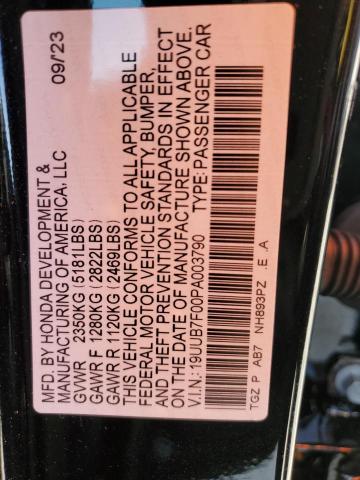 MFD. BY HONDA DEVELOPMENT & 09/23
MANUFACTURING OF AMERICA, LLC
GVWR 2350KG (5181LBS)
GAWR F 1280KG (2822LBS)
GAWR R 1120KG (2469LBS)
THIS VEHICLE CONFORMS TO ALL APPLICABLE
FEDERAL MOTOR VEHICLE SAFETY, BUMPER,
AND THEFT PREVENTION STANDARDS IN EFFECT
ON THE DATE OF MANUFACTURE SHOWN ABOVE.
V.I.N.: 19UUB7F00PA003790 TYPE: PASSENGER CAR
TGZ P AB7 NH893PZ .E .A